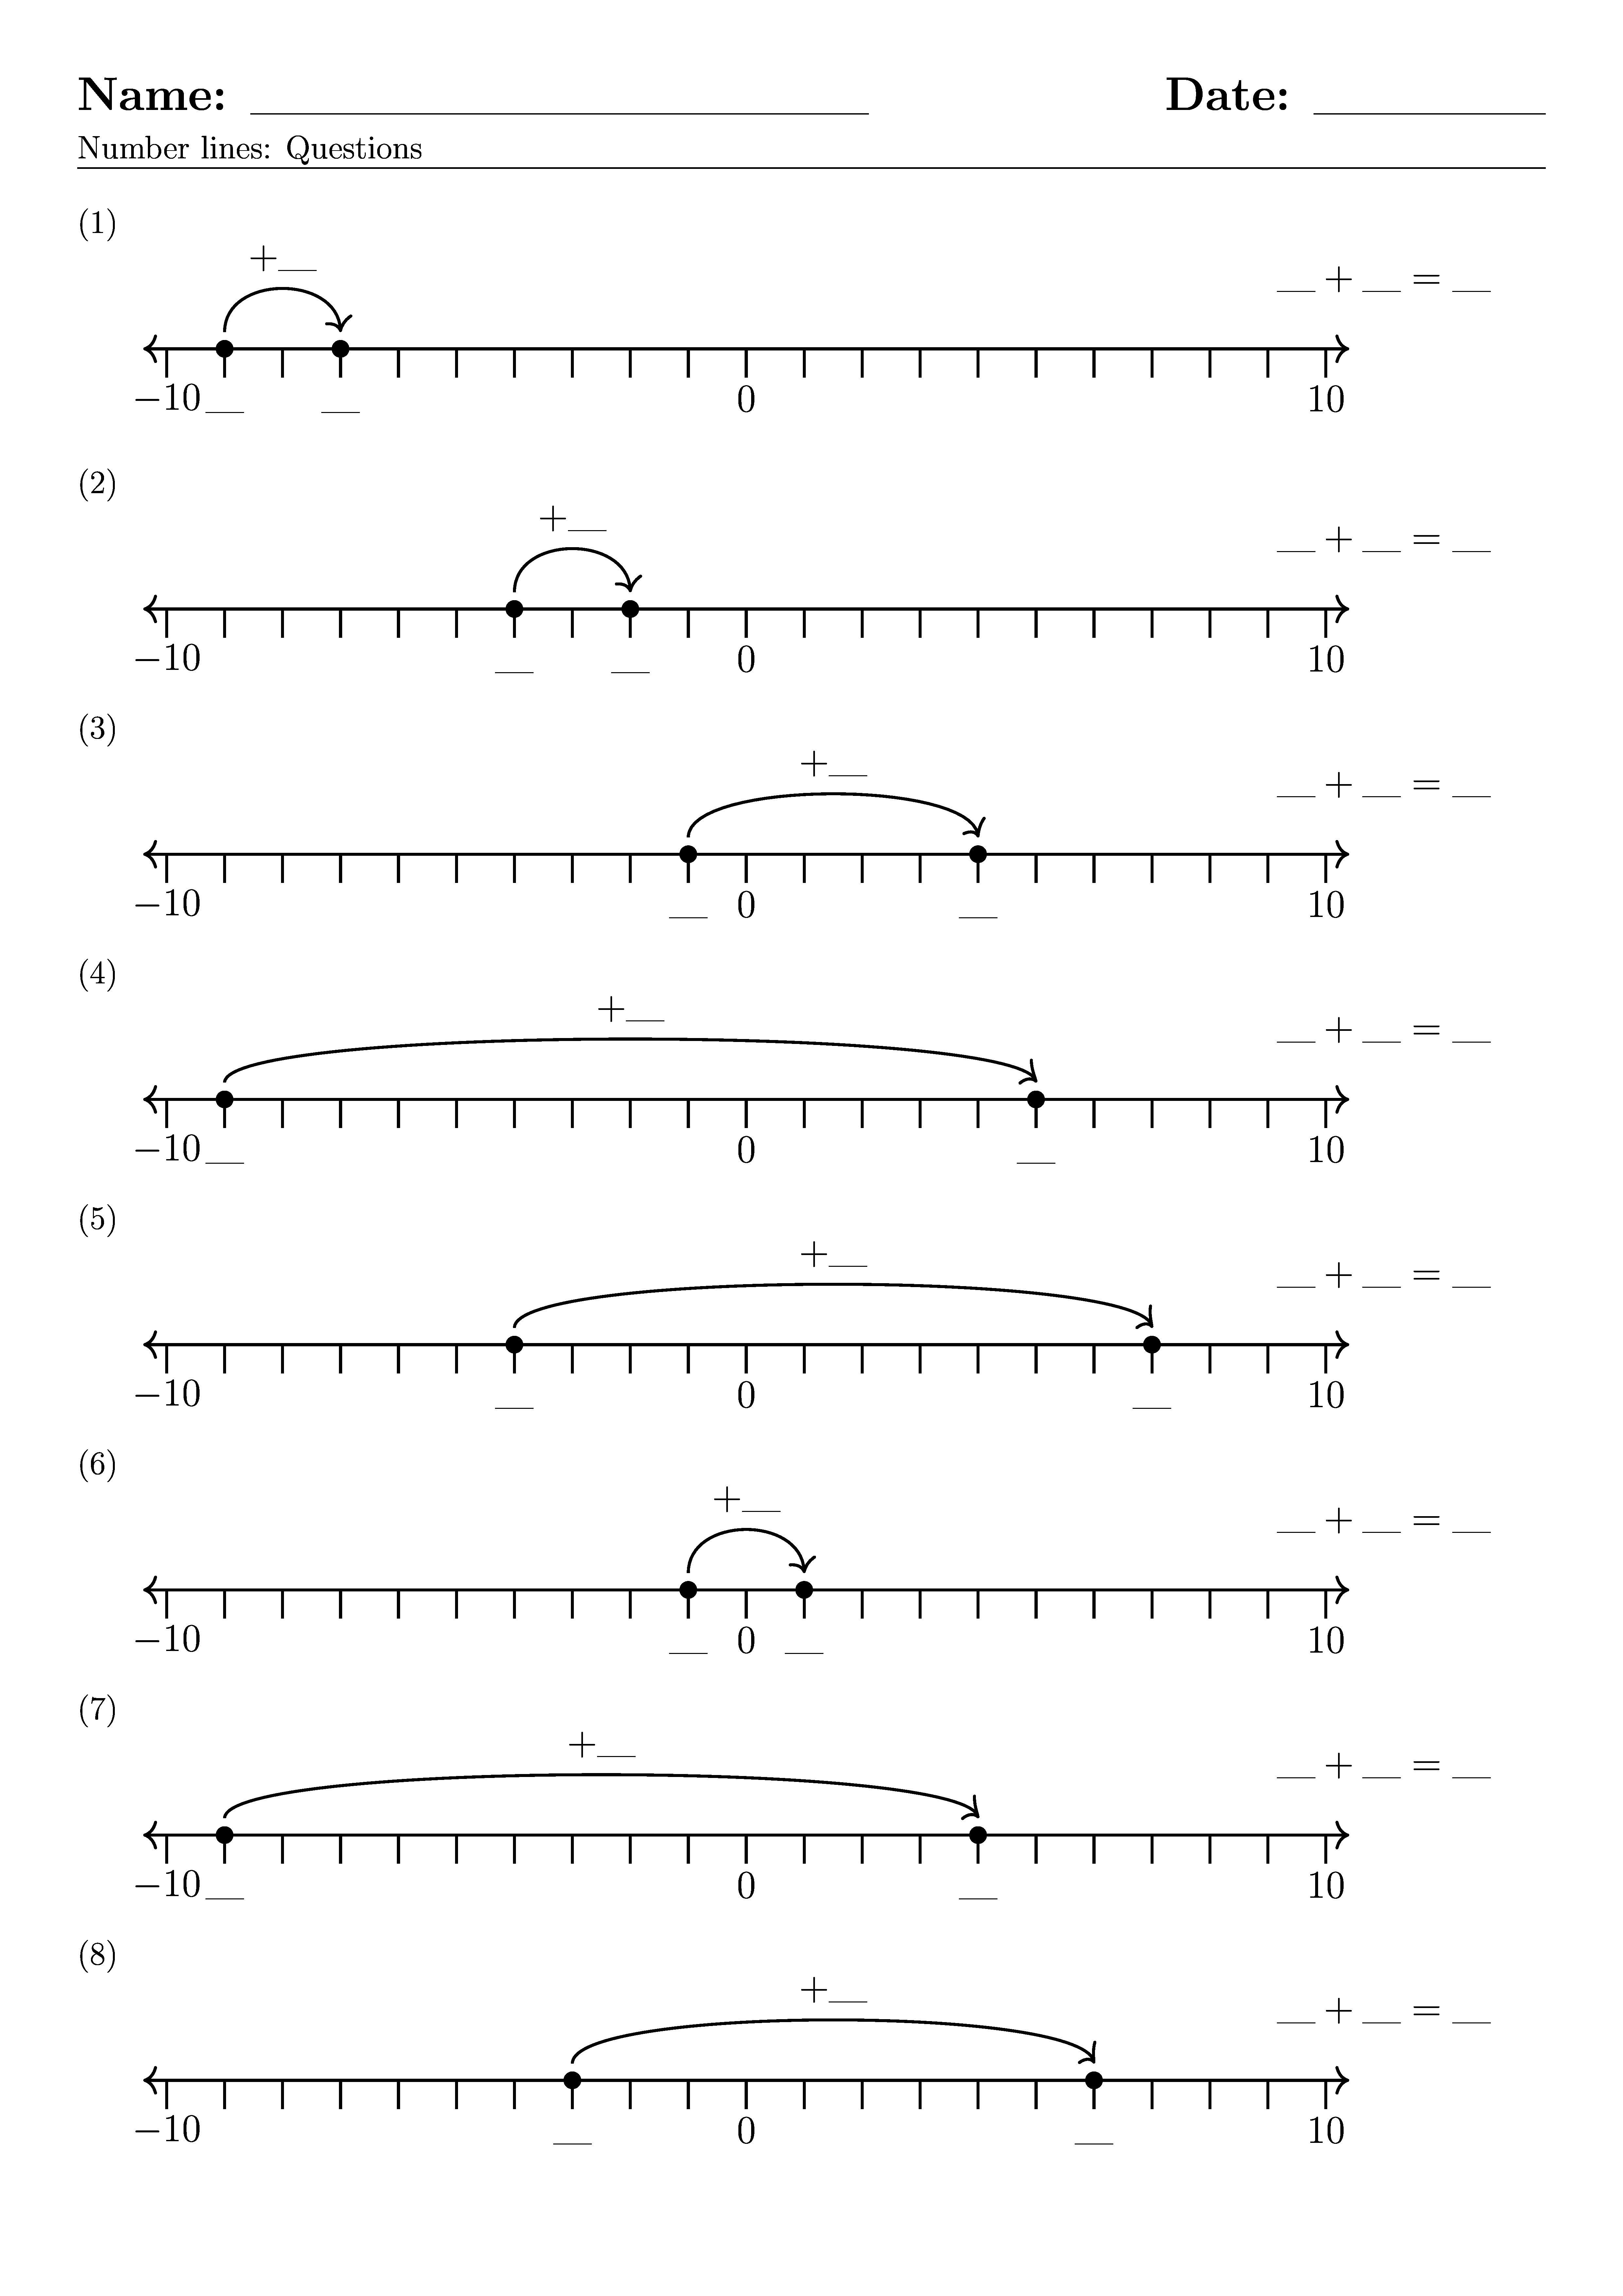 Name: ____ Date: ____
Number lines: Questions
(1)
+__
__ + __ = __
−10 __ __ 0 10
(2)
+__
__ + __ = __
−10 __ __ 0 10
(3)
+__
__ + __ = __
−10 __ 0 __ 10
(4)
+__
__ + __ = __
−10 __ 0 __ 10
(5)
+__
__ + __ = __
−10 __ 0 __ 10
(6)
+__
__ + __ = __
−10 __ 0 __ 10
(7)
+__
__ + __ = __
−10 __ 0 __ 10
(8)
+__
__ + __ = __
−10 __ 0 __ 10